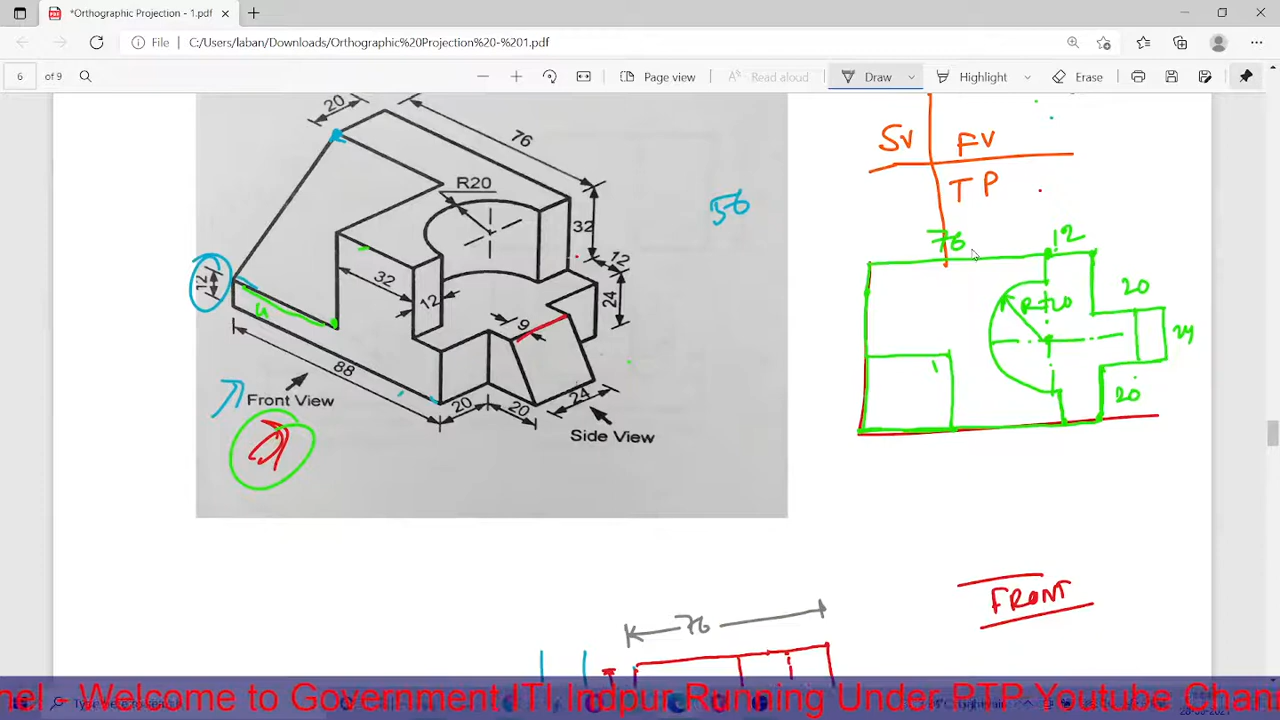 *Orthographic Projection - 1.pdf
File
C:/Users/laban/Downloads/Orthographic%20Projection%20-%201.pdf
6 of 9
Page view
Read aloud
Draw
Highlight
Erase
20
76
R20
32
12
24
12
32
12
9
88
20
20
24
Front View
Side View
56
SV FV
TP
76 12
R20
20
24
20
FRONT
76
nel - Welcome to Government ITI Indpur Running Under PTP Youtube Chan